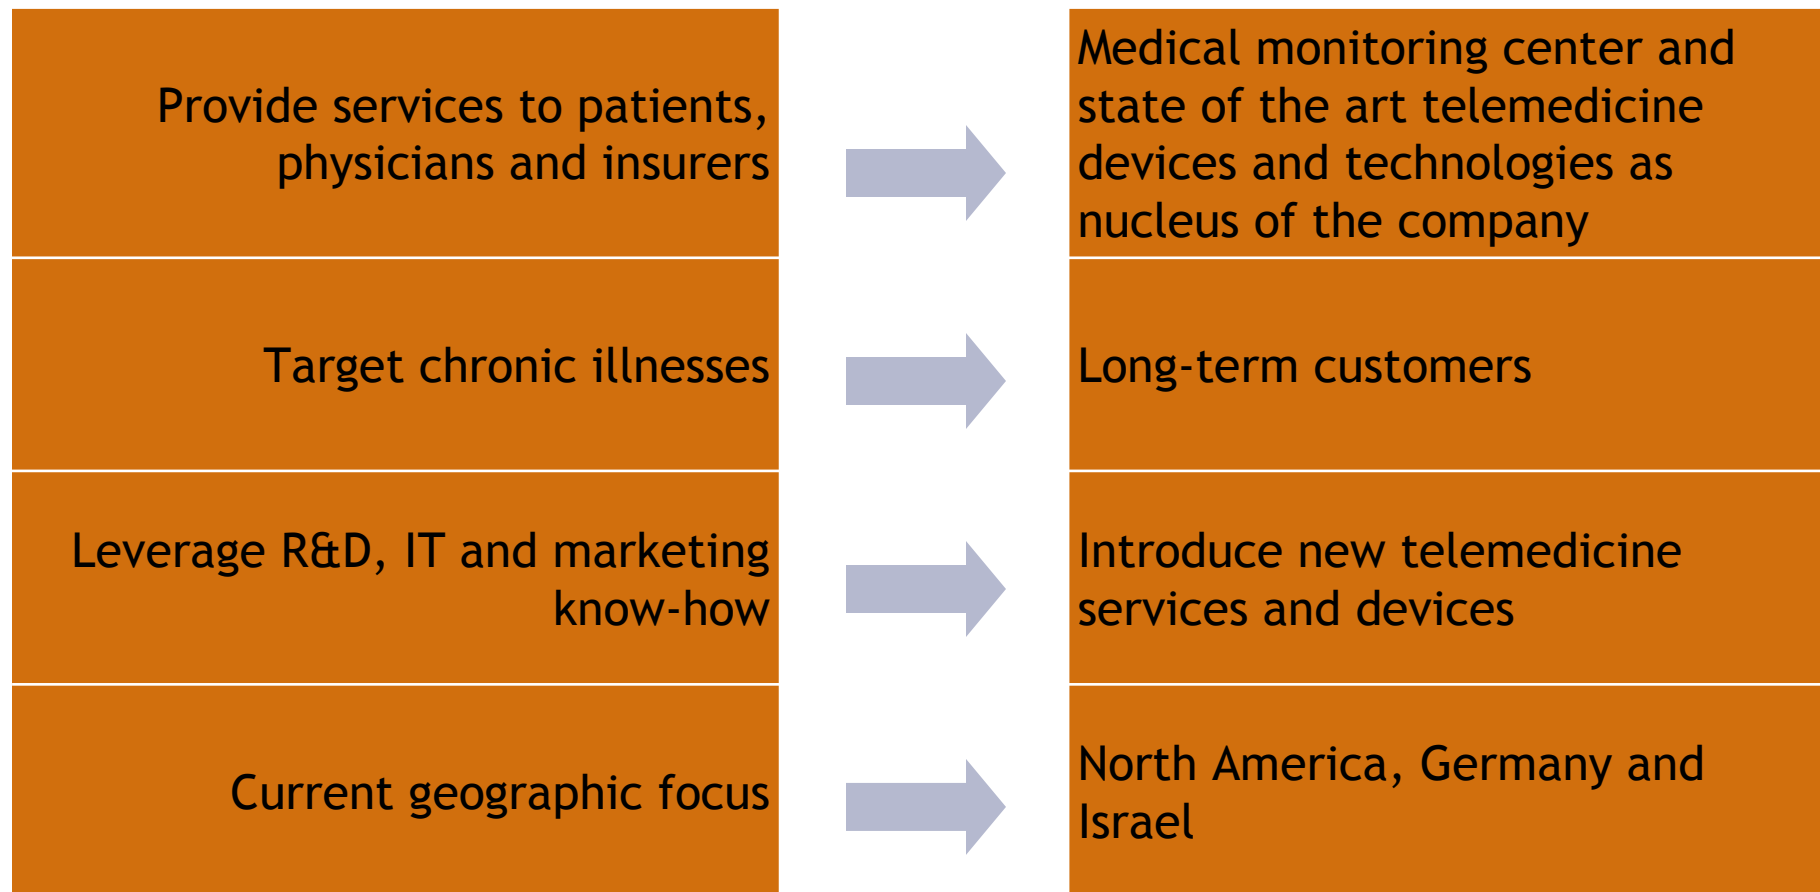 Provide services to patients,
physicians and insurers
Medical monitoring center and
state of the art telemedicine
devices and technologies as
nucleus of the company
Target chronic illnesses
Long-term customers
Leverage R&D, IT and marketing
know-how
Introduce new telemedicine
services and devices
Current geographic focus
North America, Germany and
Israel